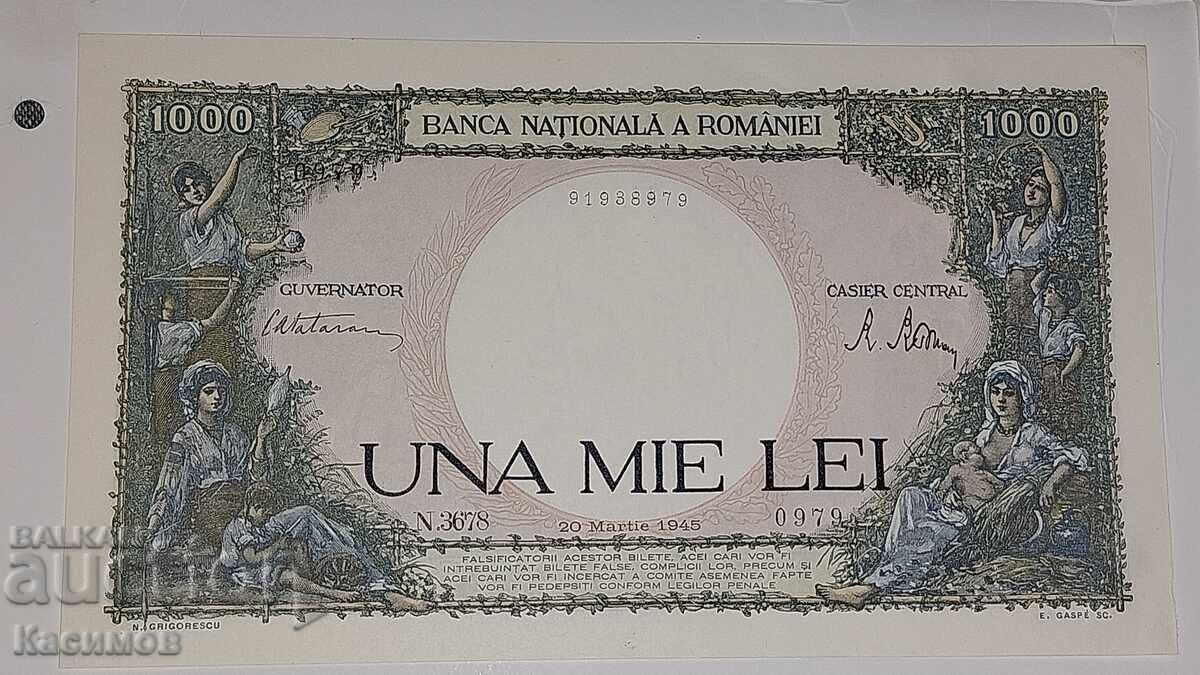 1000
BANCA NAȚIONALĂ A ROMÂNIEI
1000
91938979
GUVERNATOR
CASIER CENTRAL
UNA MIE LEI
N.3678
20 Martie 1945
0979
FALSIFICATORII ACESTOR BILETE, ACEI CARI VOR FI
INTREBUINȚAT BILETE FALSE, COMPLICII LOR, PRECUM ȘI
ACEI CARI VOR FI INCERCAT A COMITE ASEMENEA FAPTE
VOR FI PEDEPSIȚI CONFORM LEGILOR PENALE
N. GRIGORESCU
E. GASPÉ SC.
BALKAN
auction
Касимов